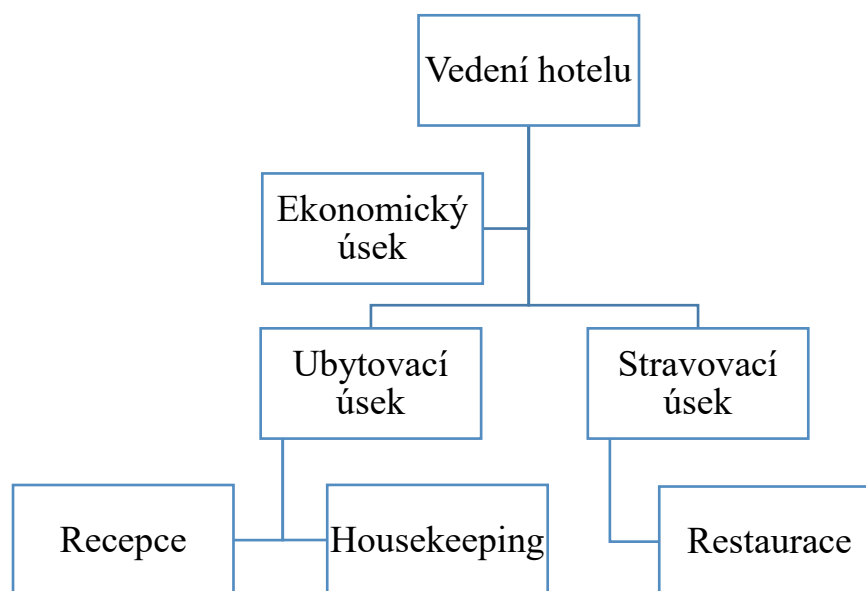 Vedení hotelu
Ekonomický
úsek
Ubytovací
úsek
Stravovací
úsek
Recepce
Housekeeping
Restaurace